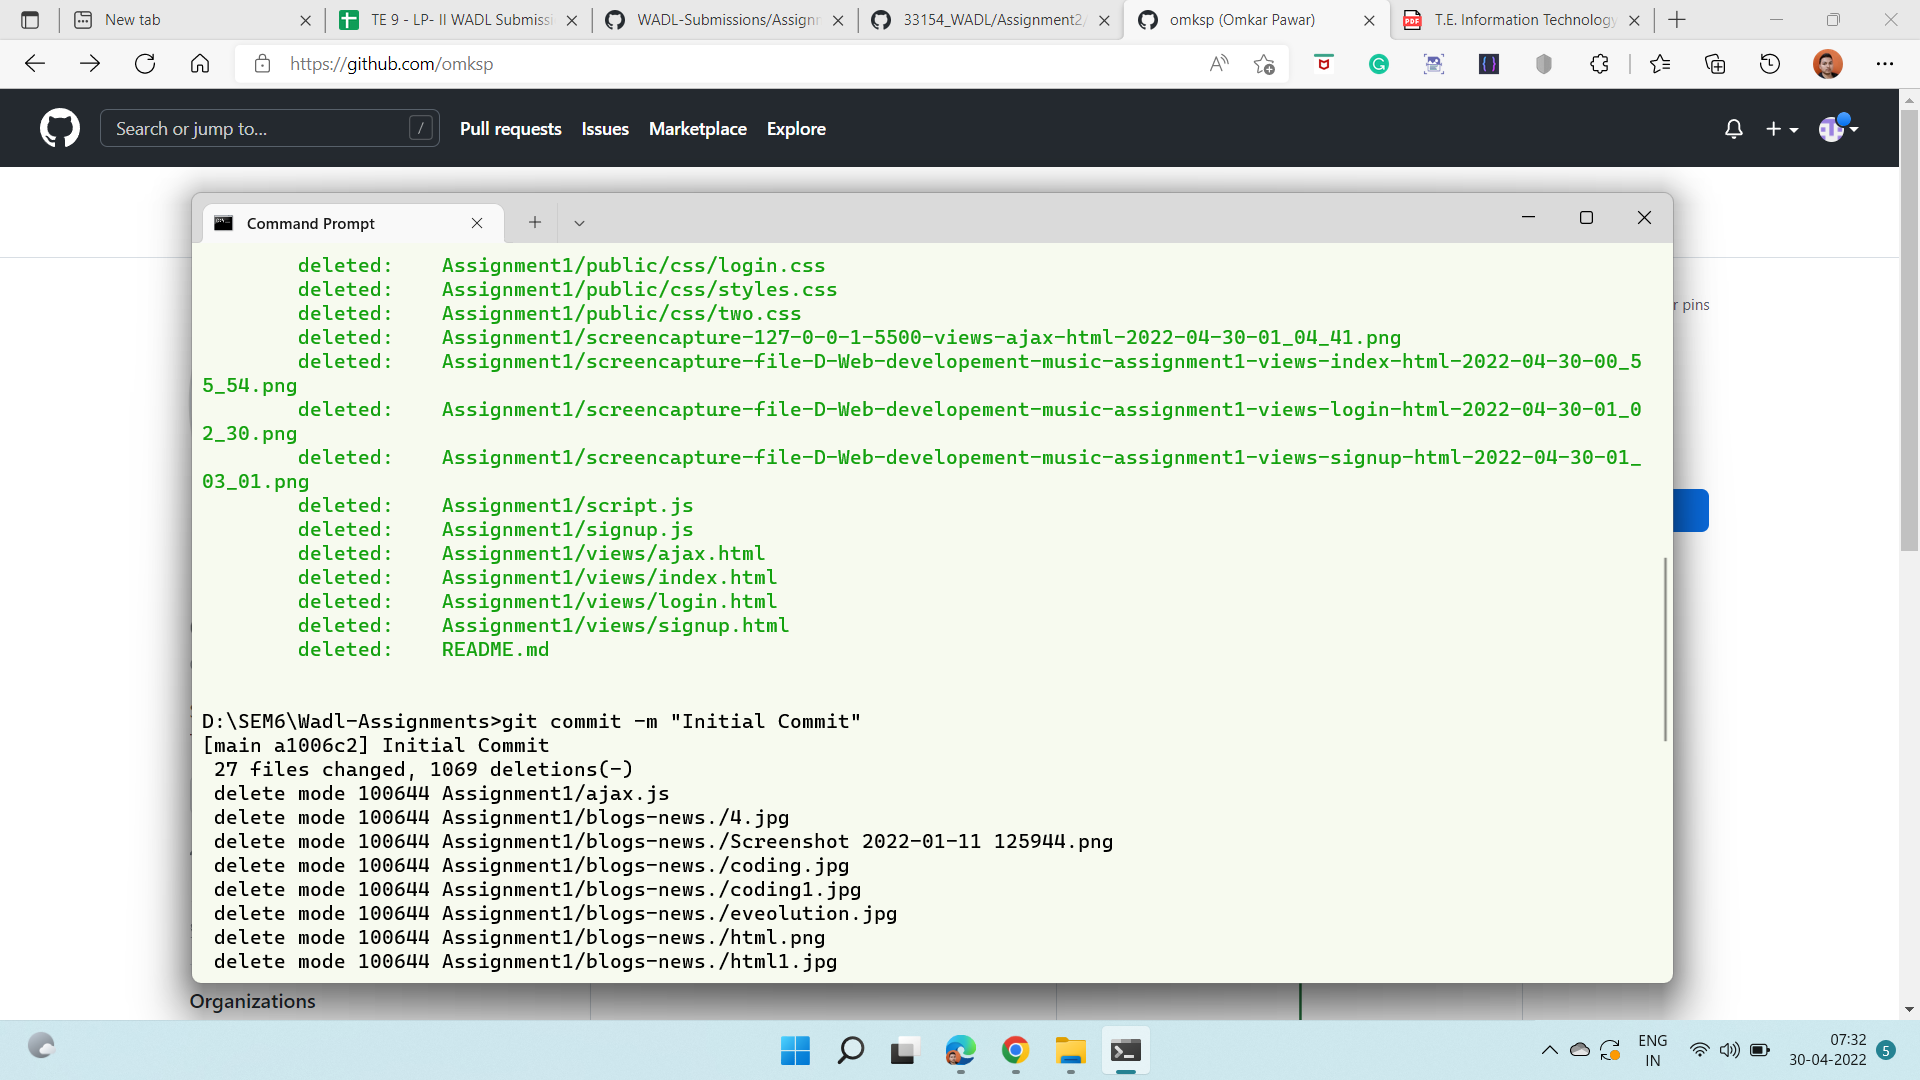 New tab
TE 9 - LP- II WADL Submissi
WADL-Submissions/Assignm
33154_WADL/Assignment2/
omksp (Omkar Pawar)
T.E. Information Technology
https://github.com/omksp
Search or jump to...
/
Pull requests
Issues
Marketplace
Explore
Command Prompt
r pins
deleted: Assignment1/public/css/login.css
deleted: Assignment1/public/css/styles.css
deleted: Assignment1/public/css/two.css
deleted: Assignment1/screencapture-127-0-0-1-5500-views-ajax-html-2022-04-30-01_04_41.png
deleted: Assignment1/screencapture-file-D-Web-developement-music-assignment1-views-index-html-2022-04-30-00_5
5_54.png
deleted: Assignment1/screencapture-file-D-Web-developement-music-assignment1-views-login-html-2022-04-30-01_0
2_30.png
deleted: Assignment1/screencapture-file-D-Web-developement-music-assignment1-views-signup-html-2022-04-30-01_
03_01.png
deleted: Assignment1/script.js
deleted: Assignment1/signup.js
deleted: Assignment1/views/ajax.html
deleted: Assignment1/views/index.html
deleted: Assignment1/views/login.html
deleted: Assignment1/views/signup.html
deleted: README.md
D:\SEM6\Wadl-Assignments>git commit -m "Initial Commit"
[main a1006c2] Initial Commit
27 files changed, 1069 deletions(-)
delete mode 100644 Assignment1/ajax.js
delete mode 100644 Assignment1/blogs-news./4.jpg
delete mode 100644 Assignment1/blogs-news./Screenshot 2022-01-11 125944.png
delete mode 100644 Assignment1/blogs-news./coding.jpg
delete mode 100644 Assignment1/blogs-news./coding1.jpg
delete mode 100644 Assignment1/blogs-news./eveolution.jpg
delete mode 100644 Assignment1/blogs-news./html.png
delete mode 100644 Assignment1/blogs-news./html1.jpg
Organizations
ENG
IN
07:32
30-04-2022
5